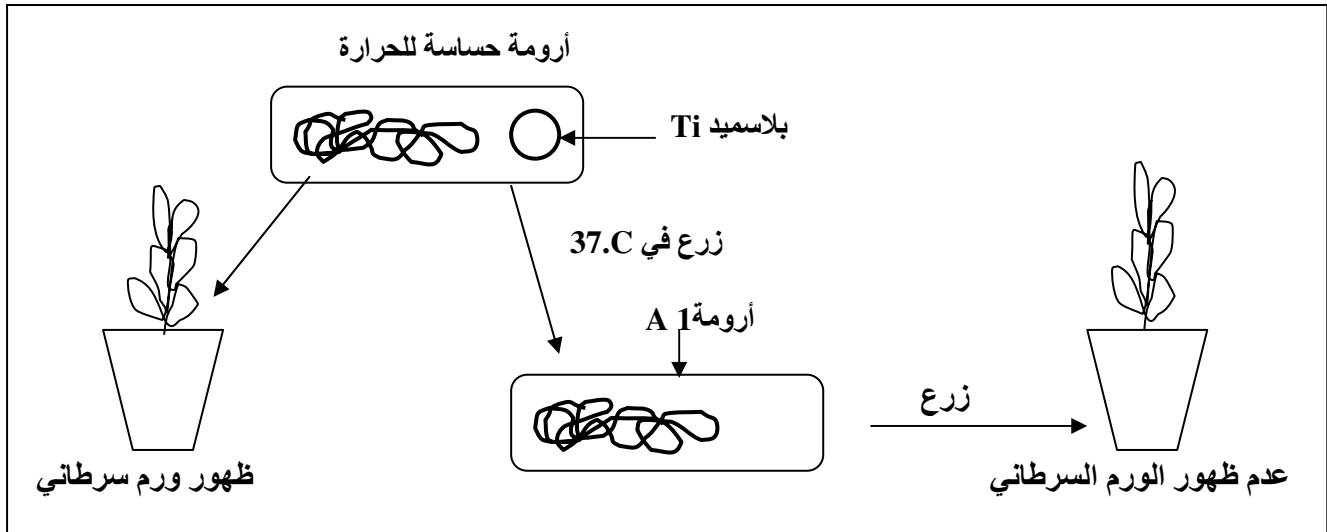 أرومة حساسة للحرارة
بلاسميد Ti
زرع في 37.C
أرومة A 1
زرع
ظهور ورم سرطاني
عدم ظهور الورم السرطاني